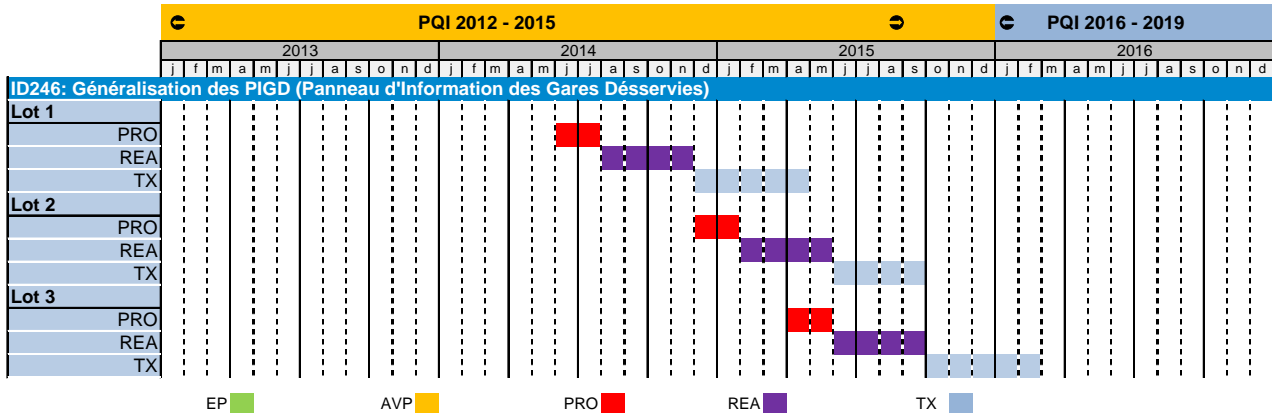 PQI 2012 - 2015 PQI 2016 - 2019
2013 2014 2015 2016
j f m a m j j a s o n d j f m a m j j a s o n d j f m a m j j a s o n d j f m a m j j a s o n d
ID246: Généralisation des PIGD (Panneau d'Information des Gares Désservies)
Lot 1
PRO
REA
TX
Lot 2
PRO
REA
TX
Lot 3
PRO
REA
TX
EP AVP PRO REA TX